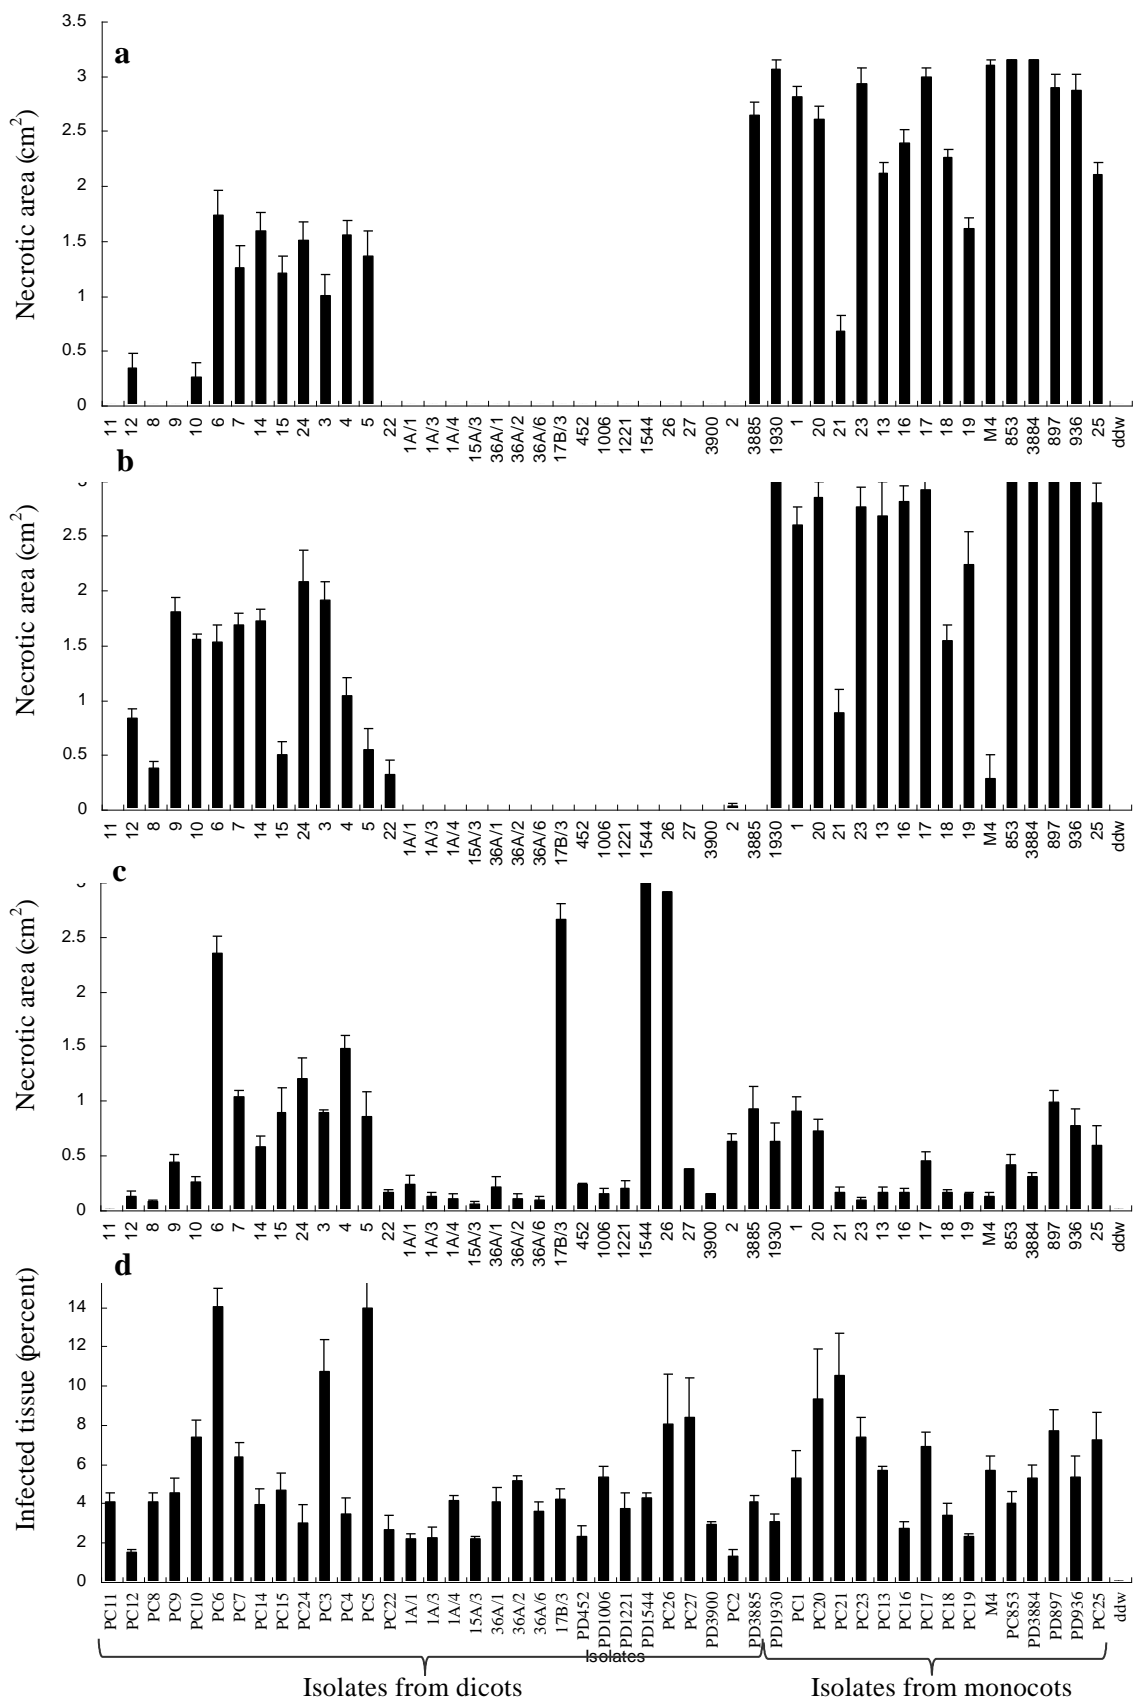 a
Necrotic area (cm2)
3.5
3
2.5
2
1.5
1
0.5
0
11 12 8 9 10 6 7 14 15 24 3 4 5 22 1A/1 1A/3 1A/4 15A/3 36A/1 36A/2 36A/6 17B/3 452 1006 1221 1544 26 27 3900 2 3885 1930 1 20 21 23 13 16 17 18 19 M4 853 3884 897 936 25 ddw
b
Necrotic area (cm2)
2.5
2
1.5
1
0.5
0
11 12 8 9 10 6 7 14 15 24 3 4 5 22 1A/1 1A/3 1A/4 15A/3 36A/1 36A/2 36A/6 17B/3 452 1006 1221 1544 26 27 3900 2 3885 1930 1 20 21 23 13 16 17 18 19 M4 853 3884 897 936 25 ddw
c
Necrotic area (cm2)
2.5
2
1.5
1
0.5
0
11 12 8 9 10 6 7 14 15 24 3 4 5 22 1A/1 1A/3 1A/4 15A/3 36A/1 36A/2 36A/6 17B/3 452 1006 1221 1544 26 27 3900 2 3885 1930 1 20 21 23 13 16 17 18 19 M4 853 3884 897 936 25 ddw
d
Infected tissue (percent)
14
12
10
8
6
4
2
0
PC11 PC12 PC8 PC9 PC10 PC6 PC7 PC14 PC15 PC24 PC3 PC4 PC5 PC22 1A/1 1A/3 1A/4 15A/3 36A/1 36A/2 36A/6 17B/3 PD452 PD1006 PD1221 PD1544 PC26 PC27 PD3900 PC2 PD3885 PD1930 PC1 PC20 PC21 PC23 PC13 PC16 PC17 PC18 PC19 M4 PC853 PD3884 PD897 PD936 PC25 ddw
Isolates
Isolates from dicots
Isolates from monocots